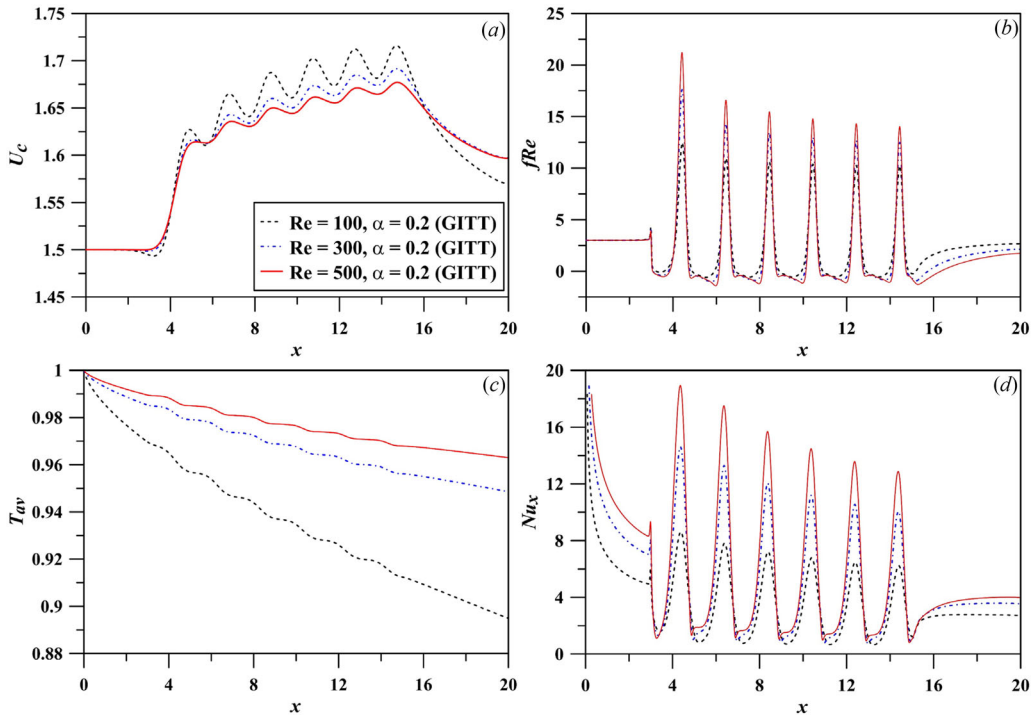 1.75
1.7
1.65
1.6
1.55
1.5
1.45
U_c
(a)
Re = 100, α = 0.2 (GITT)
Re = 300, α = 0.2 (GITT)
Re = 500, α = 0.2 (GITT)
0 4 8 12 16 20
x
25
20
15
10
5
0
fRe
(b)
0 4 8 12 16 20
x
1
0.98
0.96
0.94
0.92
0.9
0.88
T_av
(c)
0 4 8 12 16 20
x
20
16
12
8
4
0
Nu_x
(d)
0 4 8 12 16 20
x